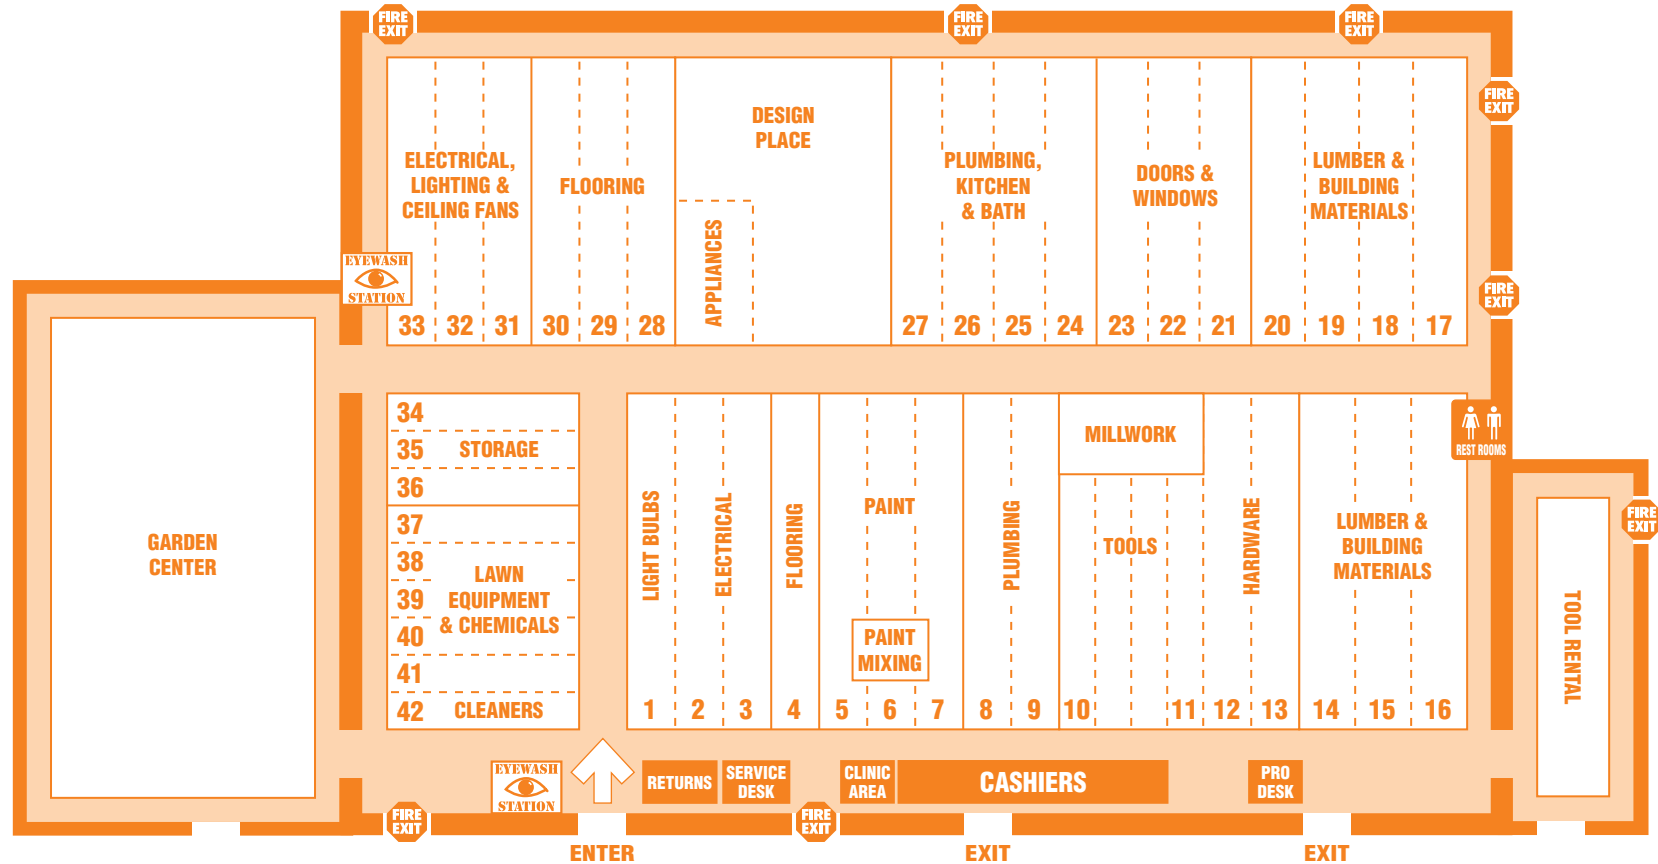 FIRE
EXIT
FIRE
EXIT
FIRE
EXIT
FIRE
EXIT
ELECTRICAL,
LIGHTING &
CEILING FANS
FLOORING
DESIGN
PLACE
APPLIANCES
PLUMBING,
KITCHEN
& BATH
DOORS &
WINDOWS
LUMBER &
BUILDING
MATERIALS
EYEWASH
STATION
FIRE
EXIT
33 32 31 30 29 28 27 26 25 24 23 22 21 20 19 18 17
34
35 STORAGE
36
37
38
39
40
41
LAWN
EQUIPMENT
& CHEMICALS
42 CLEANERS
GARDEN
CENTER
LIGHT BULBS
ELECTRICAL
FLOORING
PAINT
PAINT
MIXING
PLUMBING
MILLWORK
TOOLS
HARDWARE
LUMBER &
BUILDING
MATERIALS
REST ROOMS
FIRE
EXIT
TOOL RENTAL
1 2 3 4 5 6 7 8 9 10 11 12 13 14 15 16
EYEWASH
STATION
RETURNS
SERVICE
DESK
CLINIC
AREA
CASHIERS
PRO
DESK
FIRE
EXIT
FIRE
EXIT
ENTER
EXIT
EXIT